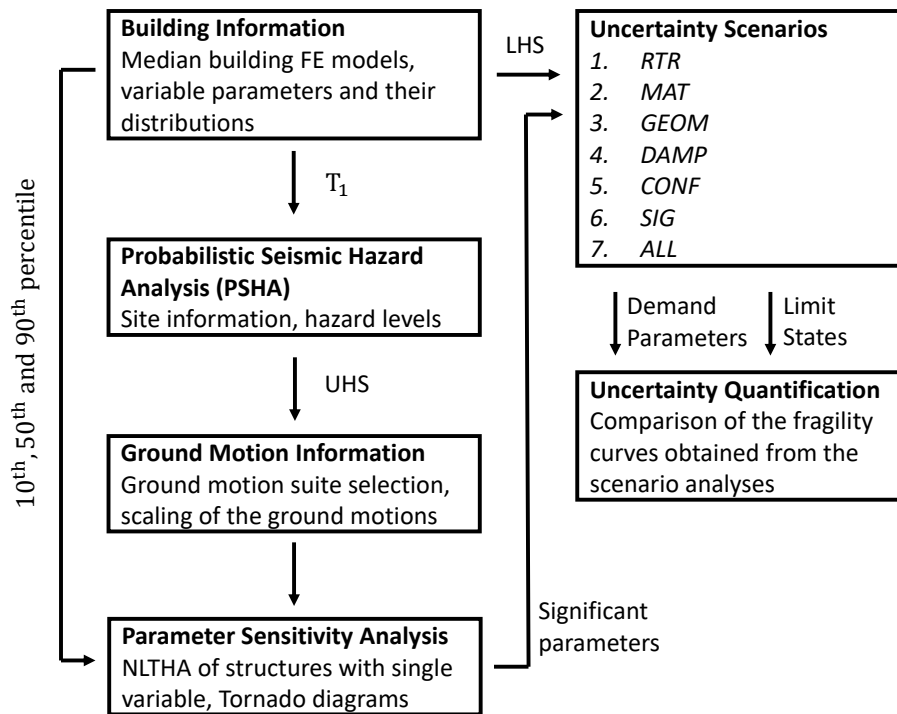 Building Information
Median building FE models,
variable parameters and their
distributions
LHS
Uncertainty Scenarios
1. RTR
2. MAT
3. GEOM
4. DAMP
5. CONF
6. SIG
7. ALL
T₁
10ᵗʰ, 50ᵗʰ and 90ᵗʰ percentile
Probabilistic Seismic Hazard
Analysis (PSHA)
Site information, hazard levels
UHS
Demand
Parameters
Limit
States
Uncertainty Quantification
Comparison of the fragility
curves obtained from the
scenario analyses
Ground Motion Information
Ground motion suite selection,
scaling of the ground motions
Parameter Sensitivity Analysis
NLTHA of structures with single
variable, Tornado diagrams
Significant
parameters